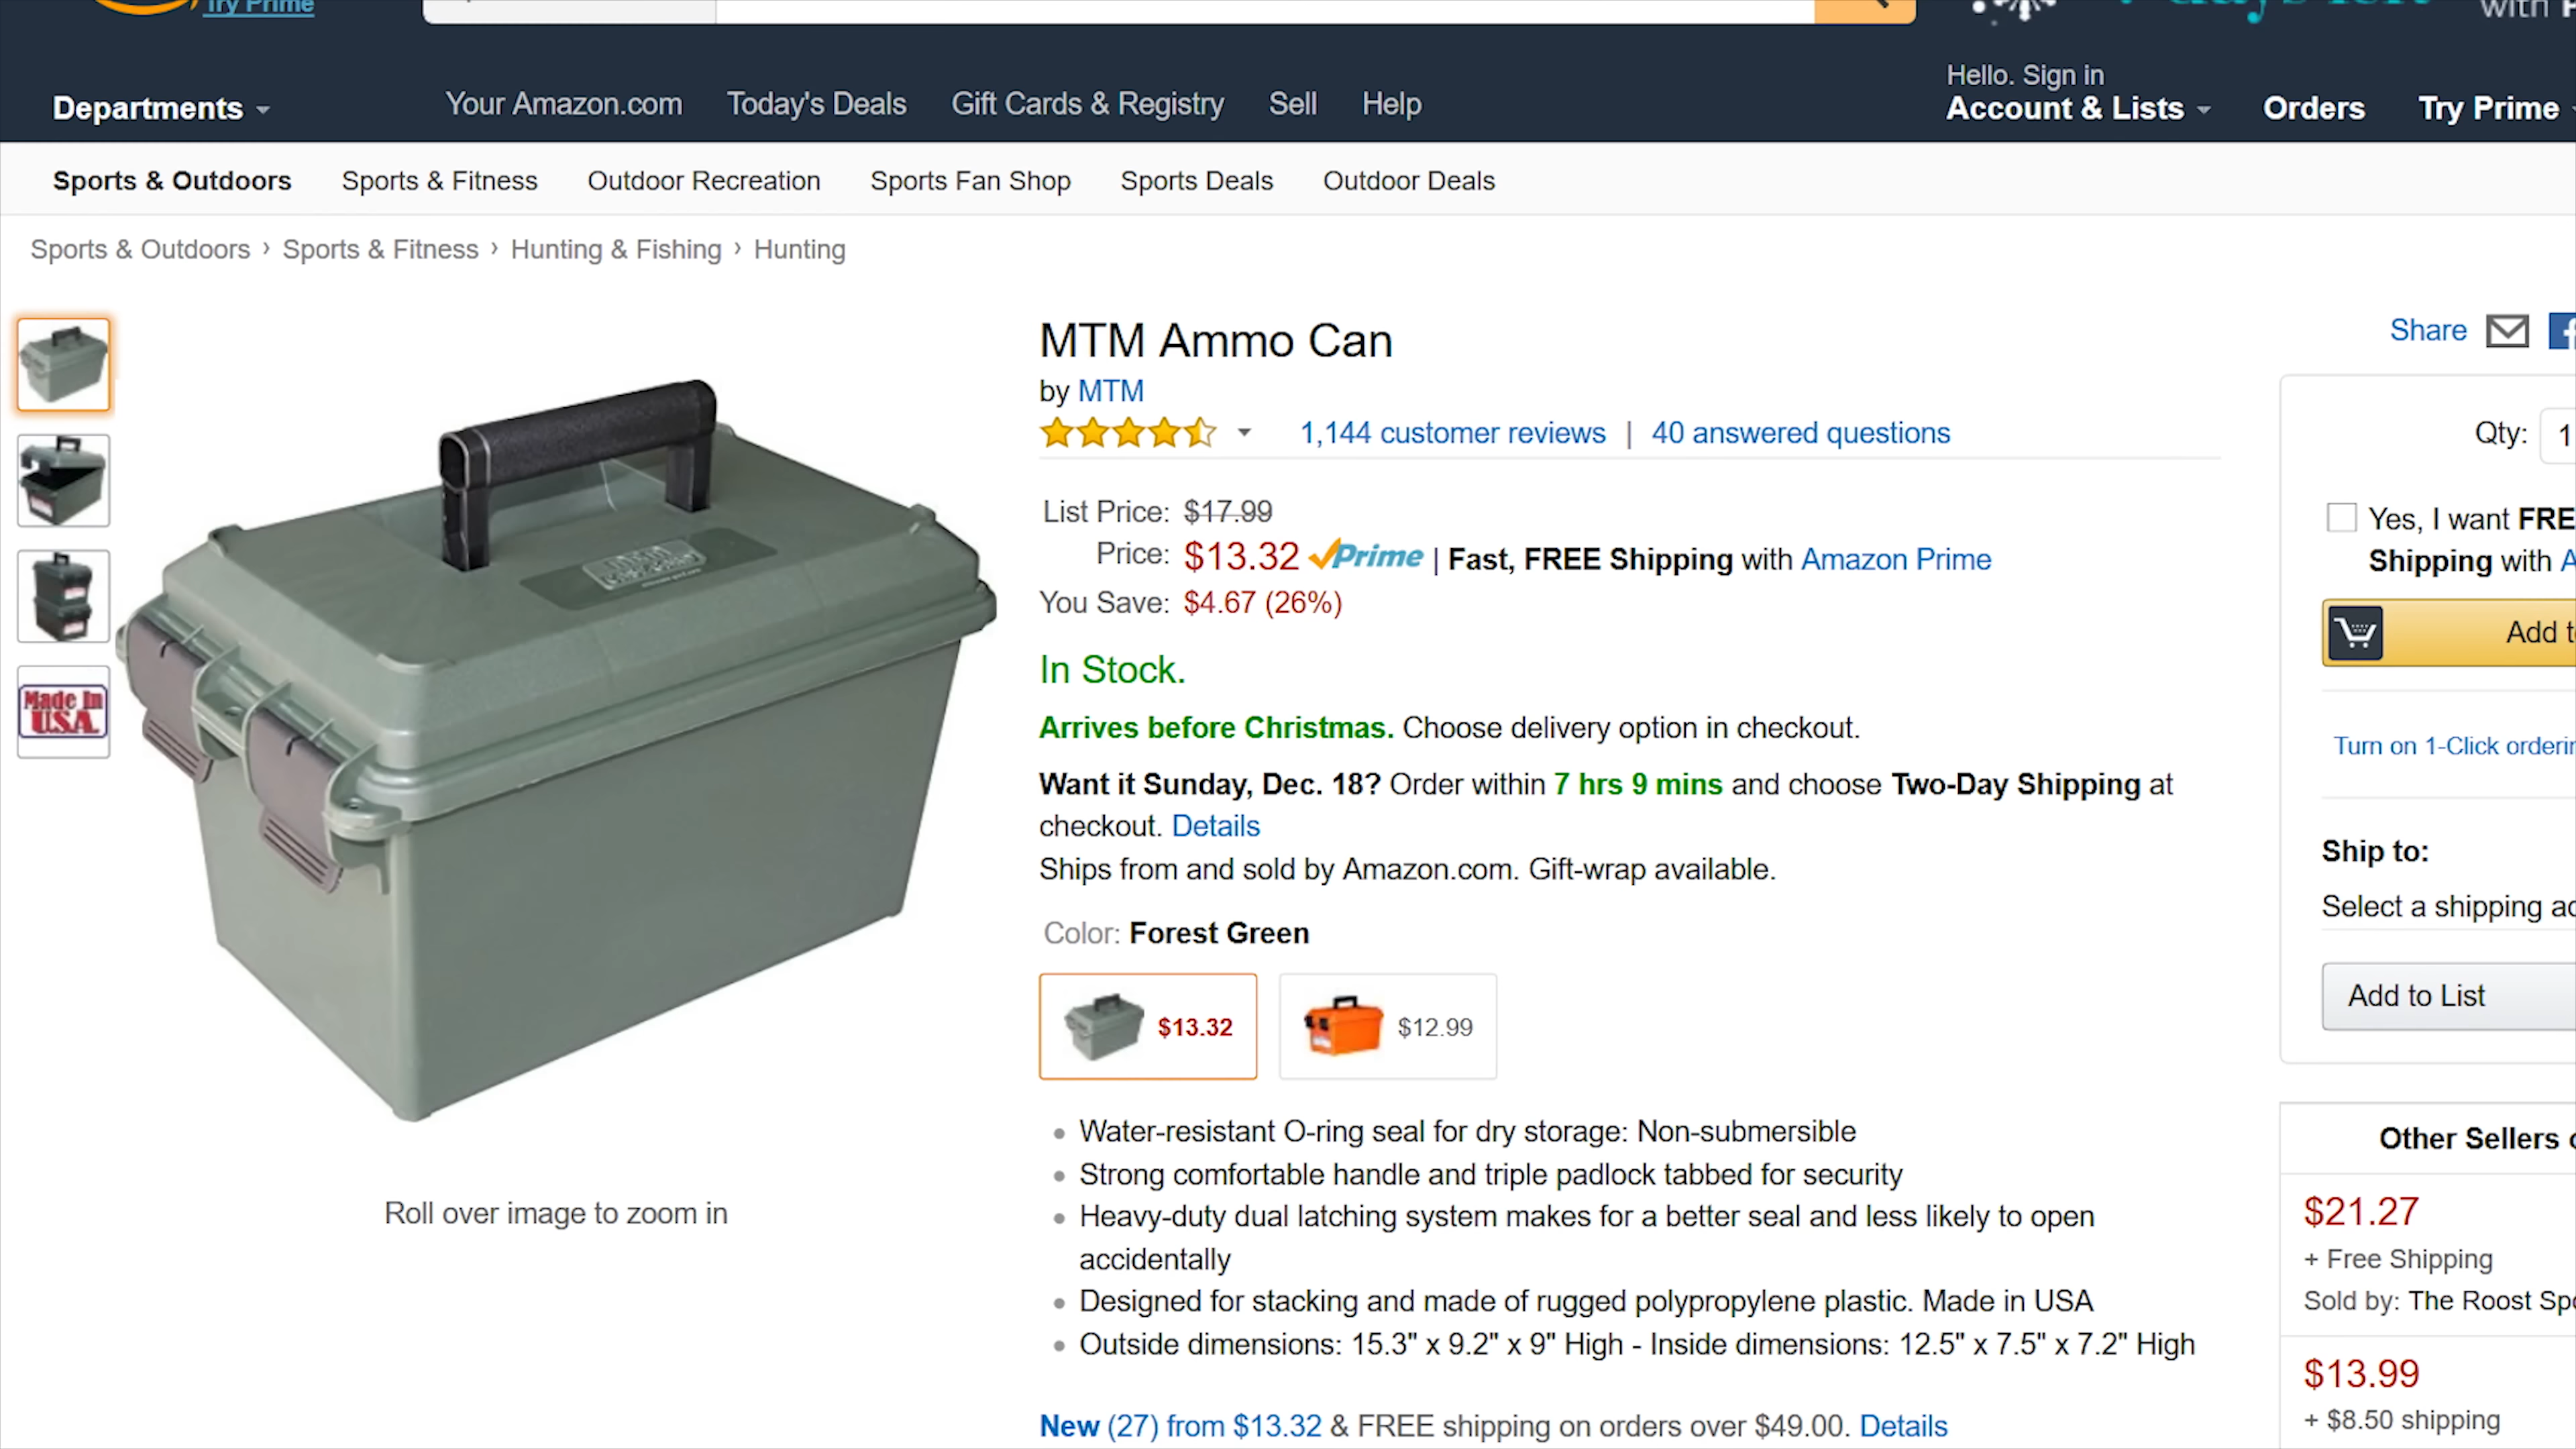 Try Prime
with
Departments
Your Amazon.com
Today's Deals
Gift Cards & Registry
Sell
Help
Hello. Sign in
Account & Lists
Orders
Try Prime
Sports & Outdoors
Sports & Fitness
Outdoor Recreation
Sports Fan Shop
Sports Deals
Outdoor Deals
Sports & Outdoors › Sports & Fitness › Hunting & Fishing › Hunting
Made In
U.S.A.
Roll over image to zoom in
MTM Ammo Can
by MTM
1,144 customer reviews | 40 answered questions
List Price: $17.99
Price: $13.32 Prime | Fast, FREE Shipping with Amazon Prime
You Save: $4.67 (26%)
In Stock.
Arrives before Christmas. Choose delivery option in checkout.
Want it Sunday, Dec. 18? Order within 7 hrs 9 mins and choose Two-Day Shipping at
checkout. Details
Ships from and sold by Amazon.com. Gift-wrap available.
Color: Forest Green
$13.32
$12.99
• Water-resistant O-ring seal for dry storage: Non-submersible
• Strong comfortable handle and triple padlock tabbed for security
• Heavy-duty dual latching system makes for a better seal and less likely to open
accidentally
• Designed for stacking and made of rugged polypropylene plastic. Made in USA
• Outside dimensions: 15.3" x 9.2" x 9" High - Inside dimensions: 12.5" x 7.5" x 7.2" High
New (27) from $13.32 & FREE shipping on orders over $49.00. Details
Share
Qty: 1
Yes, I want FRE
Shipping with A
Add t
Turn on 1-Click orderin
Ship to:
Select a shipping ad
Add to List
Other Sellers
$21.27
+ Free Shipping
Sold by: The Roost Spo
$13.99
+ $8.50 shipping